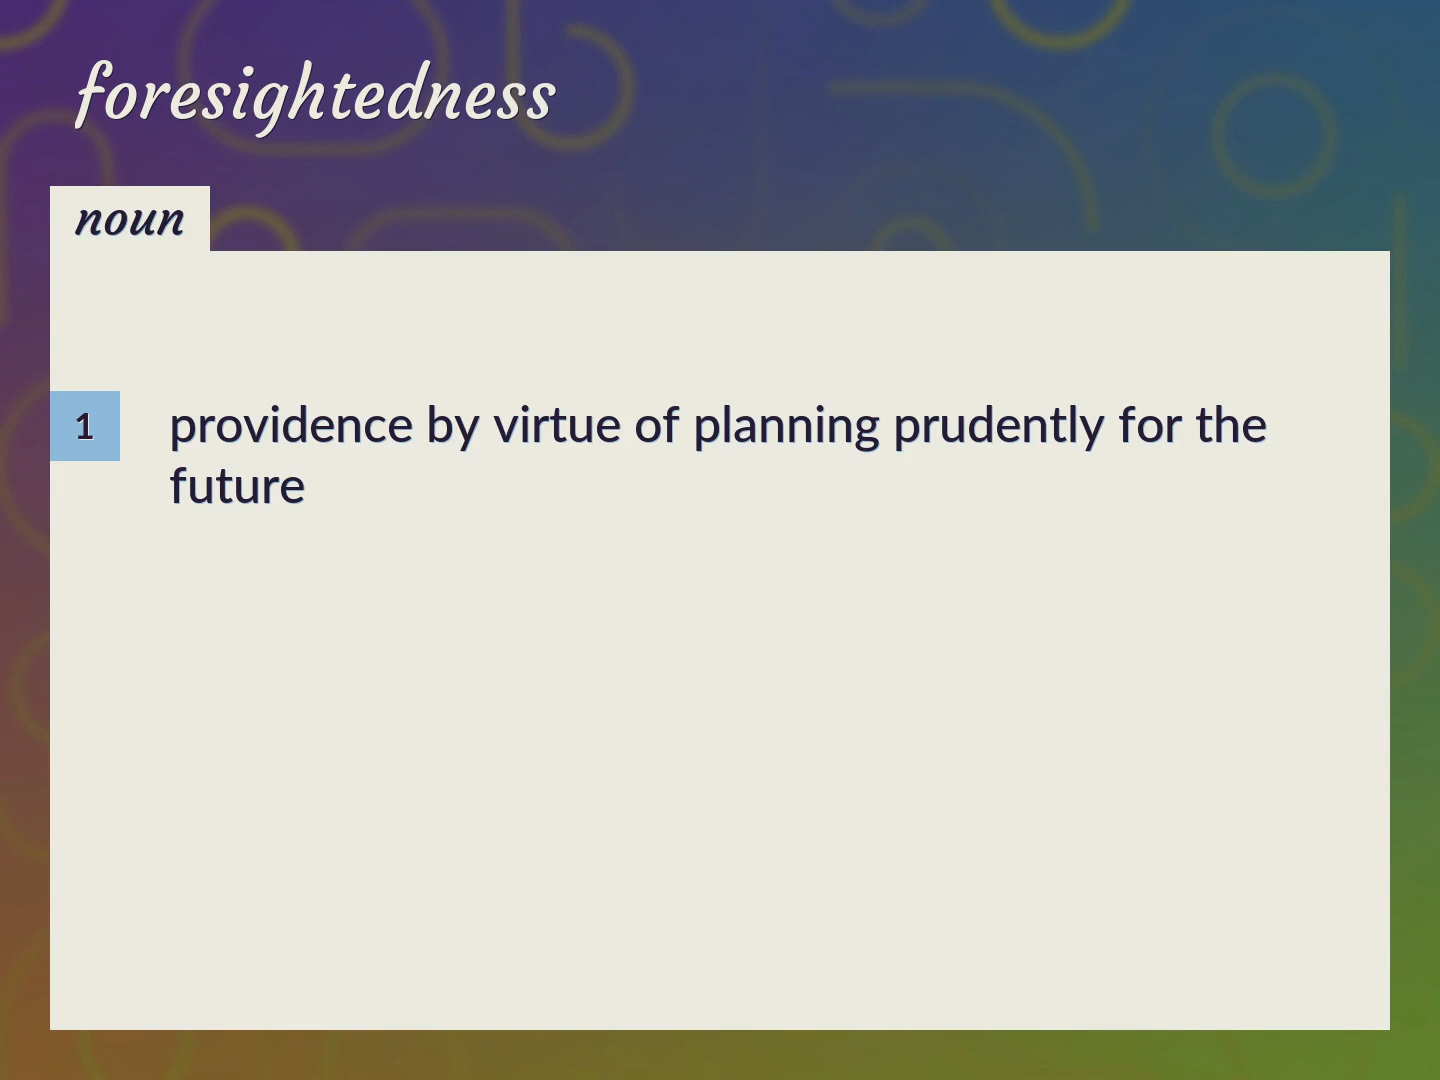 foresightedness
noun
1
providence by virtue of planning prudently for the
future